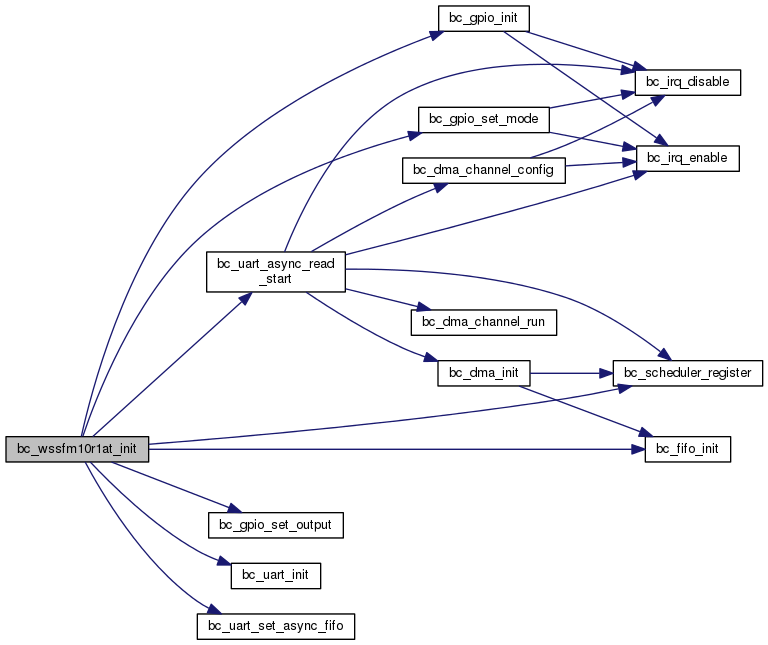 bc_gpio_init
bc_irq_disable
bc_gpio_set_mode
bc_irq_enable
bc_dma_channel_config
bc_uart_async_read
_start
bc_dma_channel_run
bc_dma_init
bc_scheduler_register
bc_wssfm10r1at_init
bc_fifo_init
bc_gpio_set_output
bc_uart_init
bc_uart_set_async_fifo